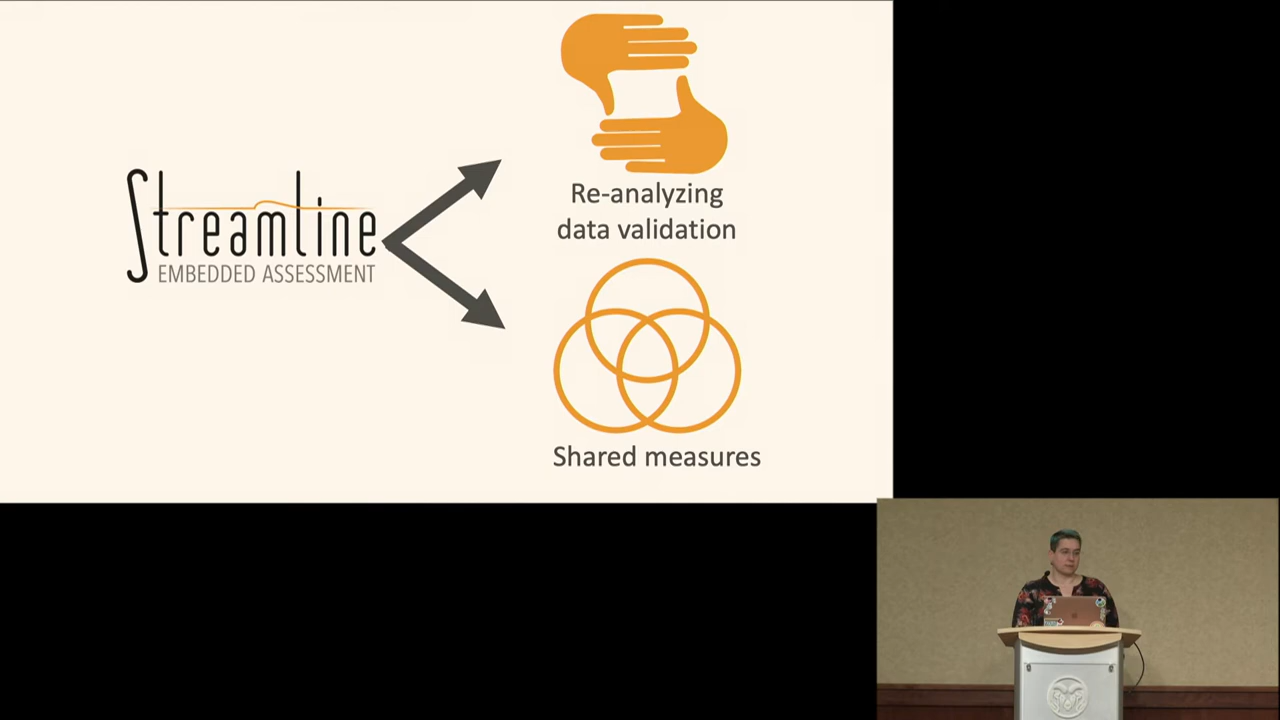 Streamline
EMBEDDED ASSESSMENT
Re-analyzing
data validation
Shared measures